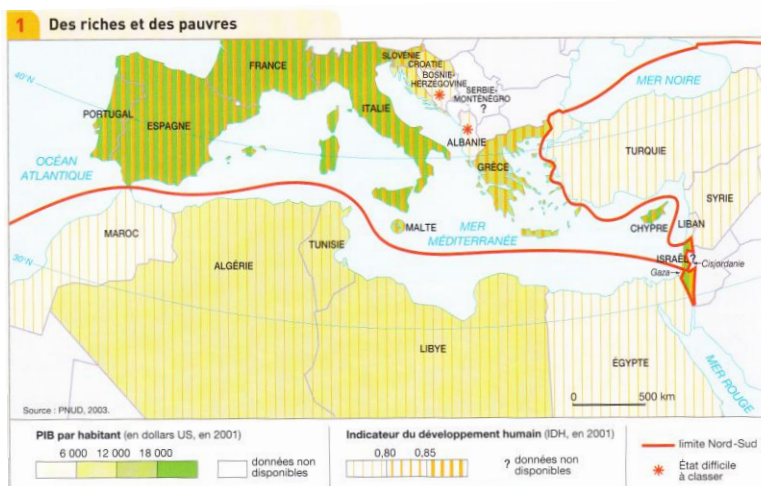 1 Des riches et des pauvres
40°N
30°N
OCÉAN
ATLANTIQUE
PORTUGAL
ESPAGNE
FRANCE
ITALIE
SLOVÉNIE
CROATIE
BOSNIE-
HERZÉGOVINE
SERBIE-
MONTÉNÉGRO
?
ALBANIE
GRÈCE
MER NOIRE
TURQUIE
SYRIE
CHYPRE
LIBAN
MALTE
MER
MÉDITERRANÉE
ISRAËL
?
Cisjordanie
Gaza
MAROC
ALGÉRIE
TUNISIE
LIBYE
ÉGYPTE
MER ROUGE
0 500 km
Source : PNUD, 2003.
PIB par habitant (en dollars US, en 2001)
6 000 12 000 18 000
données non
disponibles
Indicateur du développement humain (IDH, en 2001)
0,80 0,85
? données non
disponibles
limite Nord-Sud
État difficile
à classer